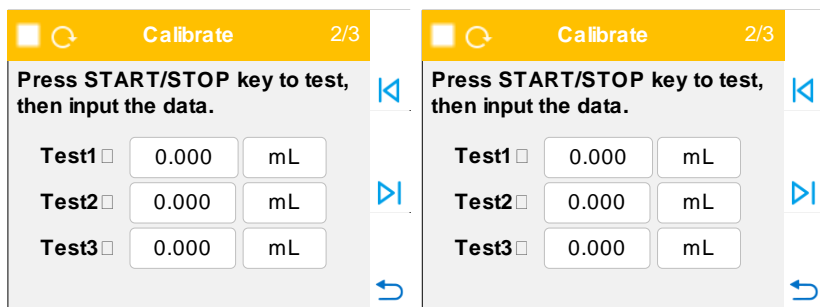 Calibrate 2/3
Press START/STOP key to test,
then input the data.
Test1□ 0.000 mL
Test2□ 0.000 mL
Test3□ 0.000 mL
Calibrate 2/3
Press START/STOP key to test,
then input the data.
Test1□ 0.000 mL
Test2□ 0.000 mL
Test3□ 0.000 mL